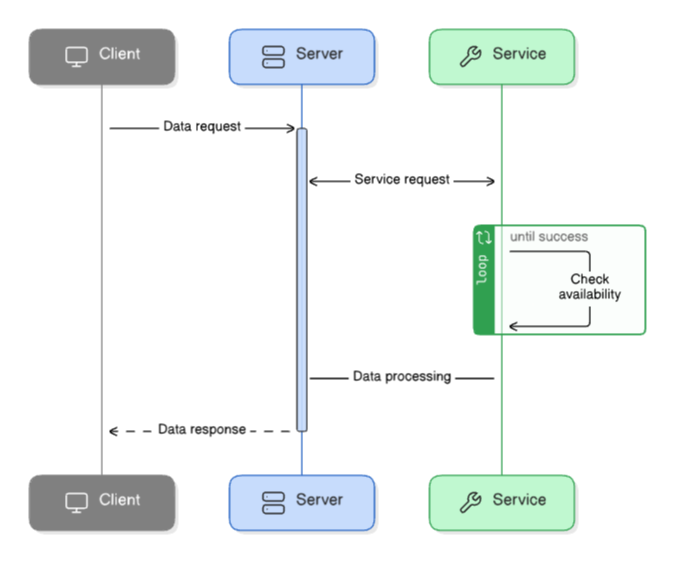 Client
Server
Service
Data request
Service request
loop
until success
Check
availability
Data processing
Data response
Client
Server
Service